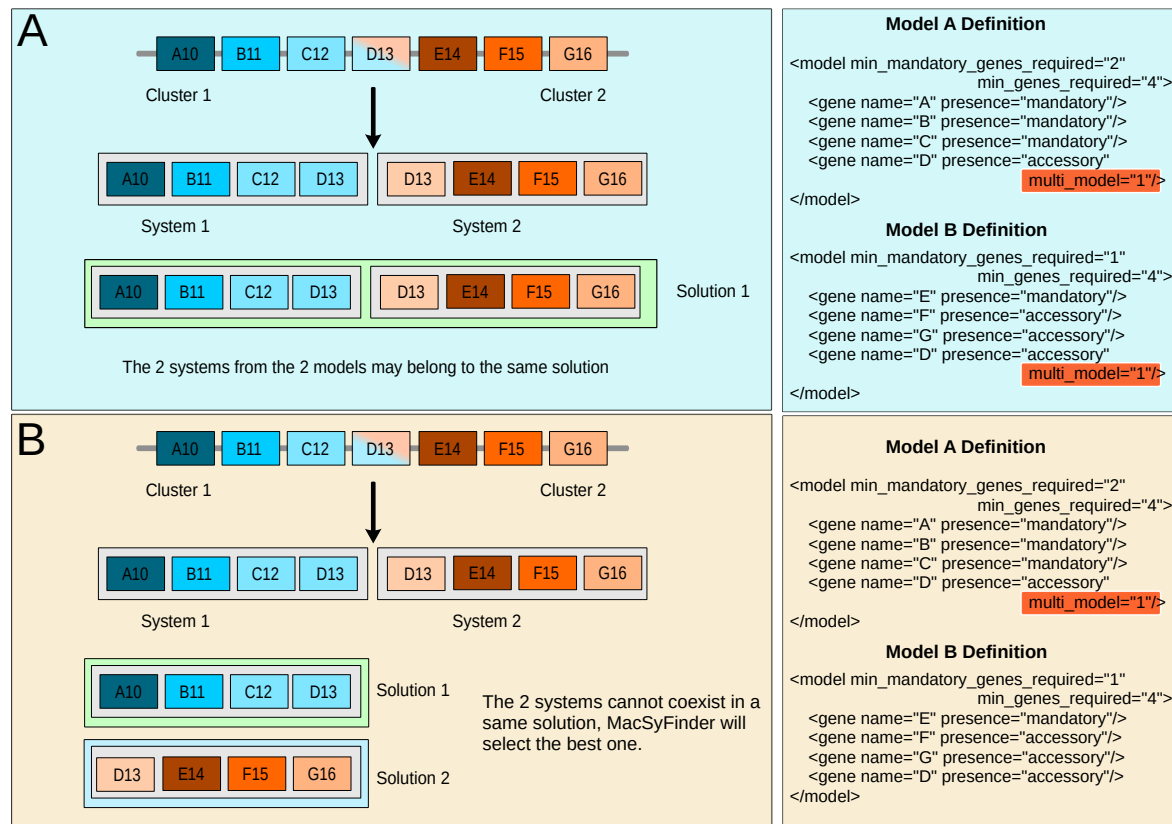 A
A10 B11 C12 D13 E14 F15 G16
Cluster 1 Cluster 2
A10 B11 C12 D13 D13 E14 F15 G16
System 1 System 2
A10 B11 C12 D13 D13 E14 F15 G16 Solution 1
The 2 systems from the 2 models may belong to the same solution
Model A Definition
<model min_mandatory_genes_required="2"
min_genes_required="4">
<gene name="A" presence="mandatory"/>
<gene name="B" presence="mandatory"/>
<gene name="C" presence="mandatory"/>
<gene name="D" presence="accessory"
multi_model="1"/>
</model>
Model B Definition
<model min_mandatory_genes_required="1"
min_genes_required="4">
<gene name="E" presence="mandatory"/>
<gene name="F" presence="accessory"/>
<gene name="G" presence="accessory"/>
<gene name="D" presence="accessory"
multi_model="1"/>
</model>
B
A10 B11 C12 D13 E14 F15 G16
Cluster 1 Cluster 2
A10 B11 C12 D13 D13 E14 F15 G16
System 1 System 2
A10 B11 C12 D13 Solution 1
D13 E14 F15 G16 Solution 2
The 2 systems cannot coexist in a
same solution, MacSyFinder will
select the best one.
Model A Definition
<model min_mandatory_genes_required="2"
min_genes_required="4">
<gene name="A" presence="mandatory"/>
<gene name="B" presence="mandatory"/>
<gene name="C" presence="mandatory"/>
<gene name="D" presence="accessory"
multi_model="1"/>
</model>
Model B Definition
<model min_mandatory_genes_required="1"
min_genes_required="4">
<gene name="E" presence="mandatory"/>
<gene name="F" presence="accessory"/>
<gene name="G" presence="accessory"/>
<gene name="D" presence="accessory"/>
</model>